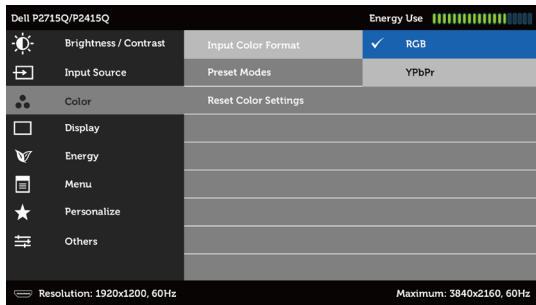 Dell P2715Q/P2415Q Energy Use
Brightness / Contrast Input Color Format RGB
Input Source Preset Modes YPbPr
Color Reset Color Settings
Display
Energy
Menu
Personalize
Others
Resolution: 1920x1200, 60Hz Maximum: 3840x2160, 60Hz